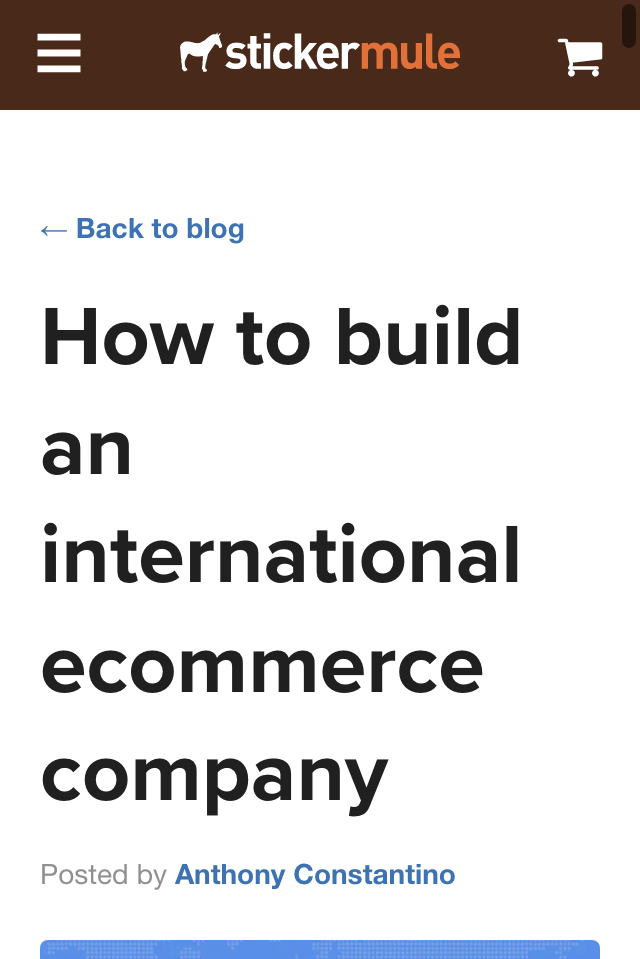 stickermule
← Back to blog
How to build
an
international
ecommerce
company
Posted by Anthony Constantino